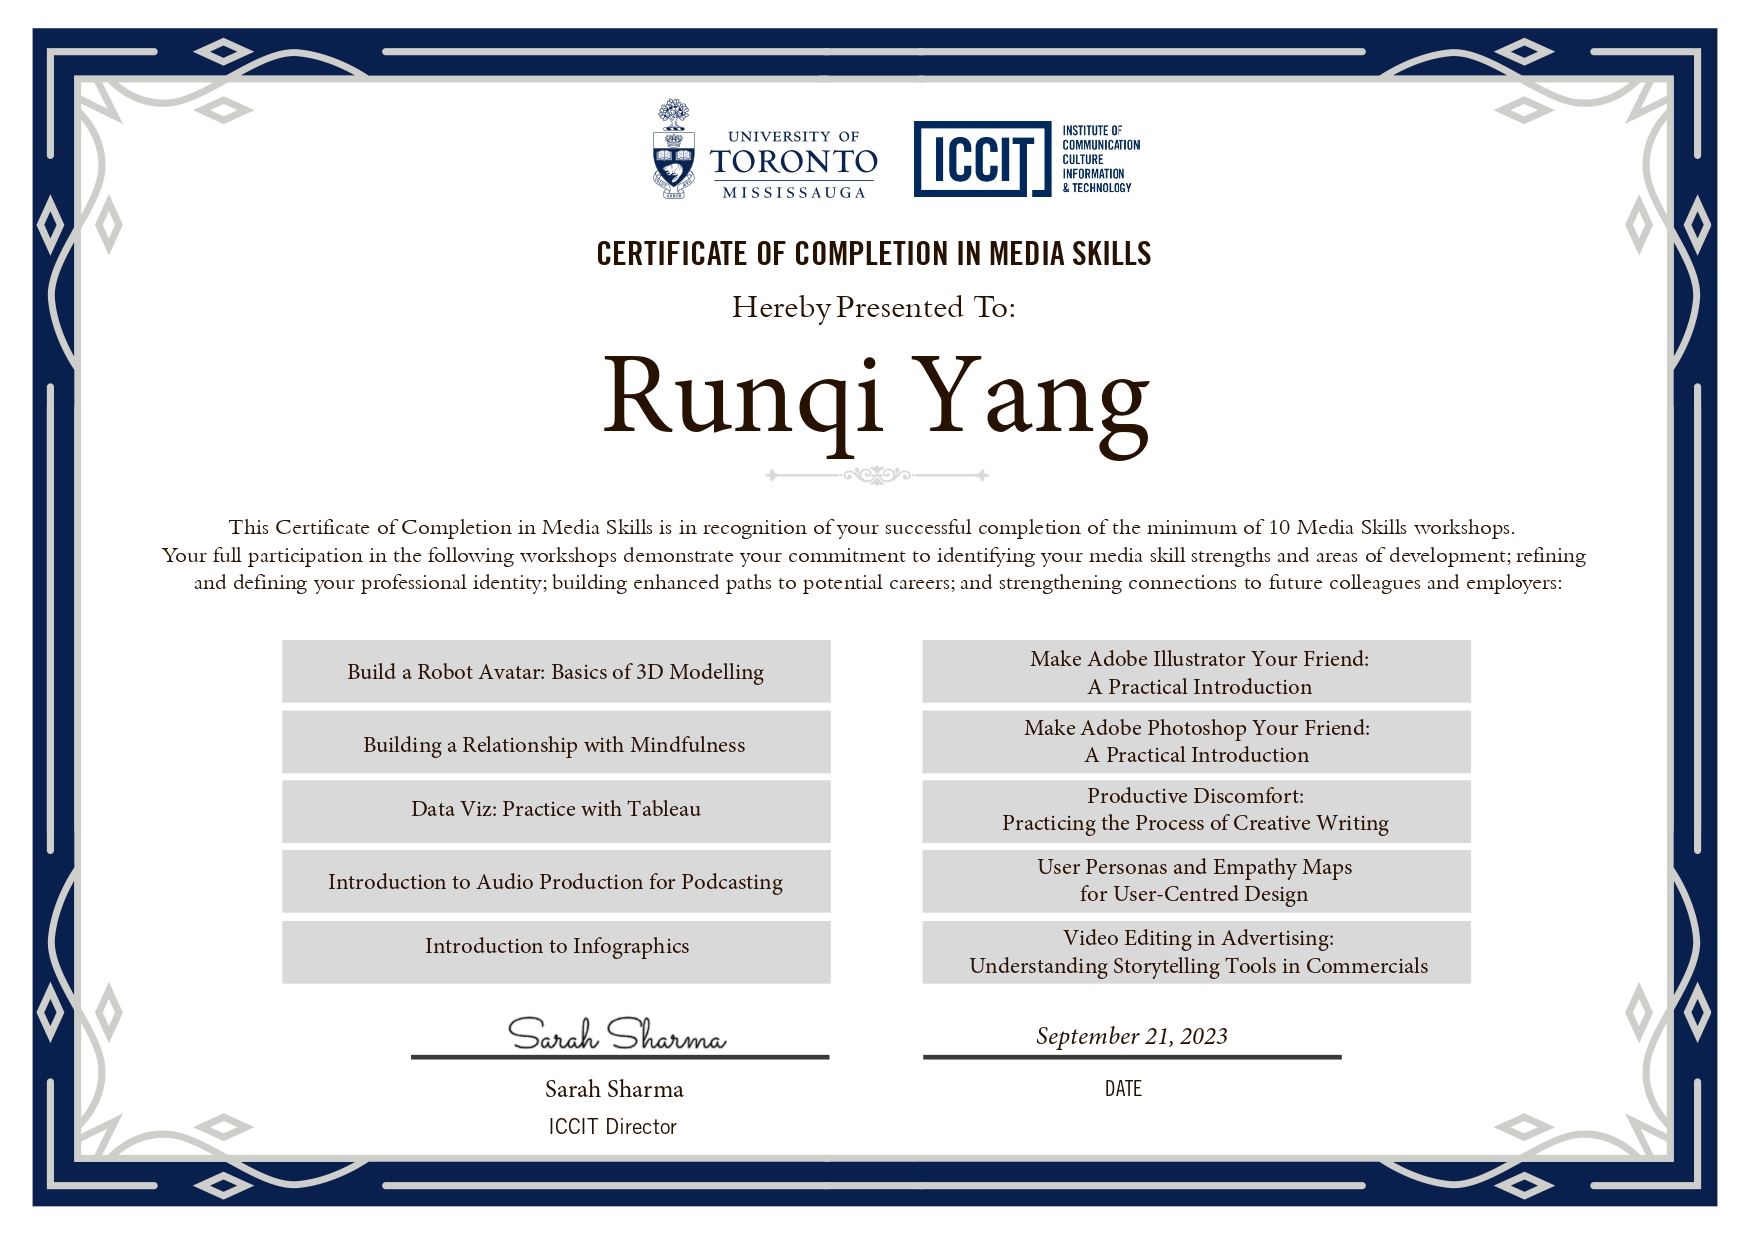 UNIVERSITY OF
TORONTO
MISSISSAUGA
ICCIT
INSTITUTE OF
COMMUNICATION
CULTURE
INFORMATION
& TECHNOLOGY
CERTIFICATE OF COMPLETION IN MEDIA SKILLS
Hereby Presented To:
Runqi Yang
This Certificate of Completion in Media Skills is in recognition of your successful completion of the minimum of 10 Media Skills workshops.
Your full participation in the following workshops demonstrate your commitment to identifying your media skill strengths and areas of development; refining
and defining your professional identity; building enhanced paths to potential careers; and strengthening connections to future colleagues and employers:
Build a Robot Avatar: Basics of 3D Modelling
Building a Relationship with Mindfulness
Data Viz: Practice with Tableau
Introduction to Audio Production for Podcasting
Introduction to Infographics
Make Adobe Illustrator Your Friend:
A Practical Introduction
Make Adobe Photoshop Your Friend:
A Practical Introduction
Productive Discomfort:
Practicing the Process of Creative Writing
User Personas and Empathy Maps
for User-Centred Design
Video Editing in Advertising:
Understanding Storytelling Tools in Commercials
Sarah Sharma
Sarah Sharma
ICCIT Director
September 21, 2023
DATE